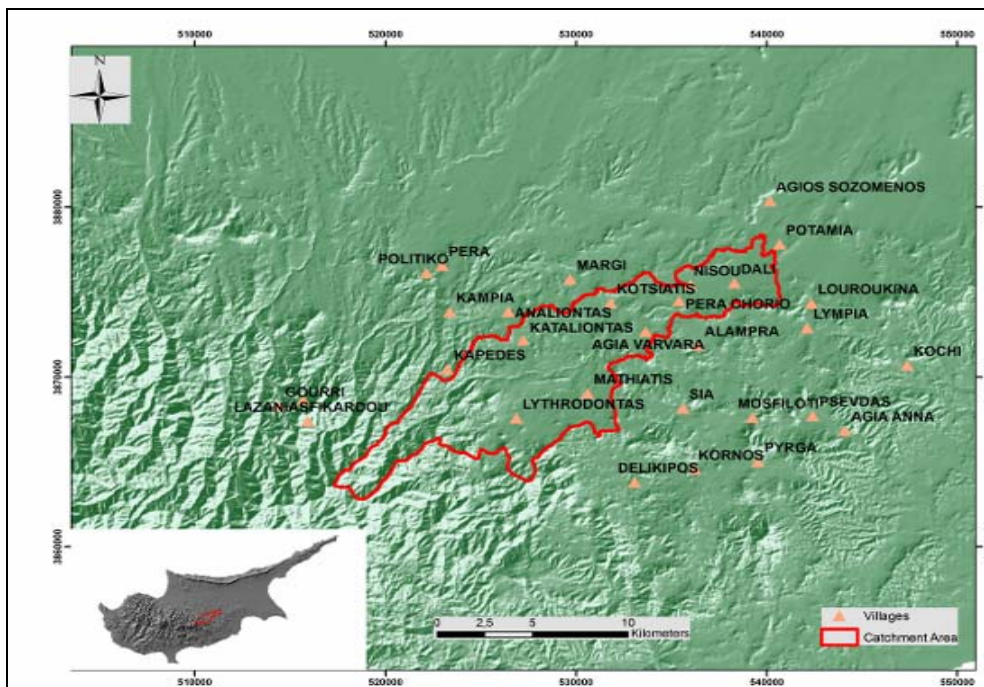 510000 520000 530000 540000 550000
N
AGIOS SOZOMENOS
3880000
POTAMIA
PERA
POLITIKO
NISOU DALI
MARGI
KOTSIATIS
LOUROUKINA
KAMPIA
PERA CHORIO
ANALIONTAS
LYMPIA
KATALIONTAS
ALAMPRA
AGIA VARVARA
KOCHI
KAPEDES
3870000
MATHIATIS
GOURRI
SIA
LYTHRODONTAS
LAZANIAS FIKARDOU
MOSFILOTI PSEVDAS
AGIA ANNA
PYRGA
KORNOS
DELIKIPOS
3860000
0 2,5 5 10
Kilometers
Villages
Catchment Area
510000 520000 530000 540000 550000